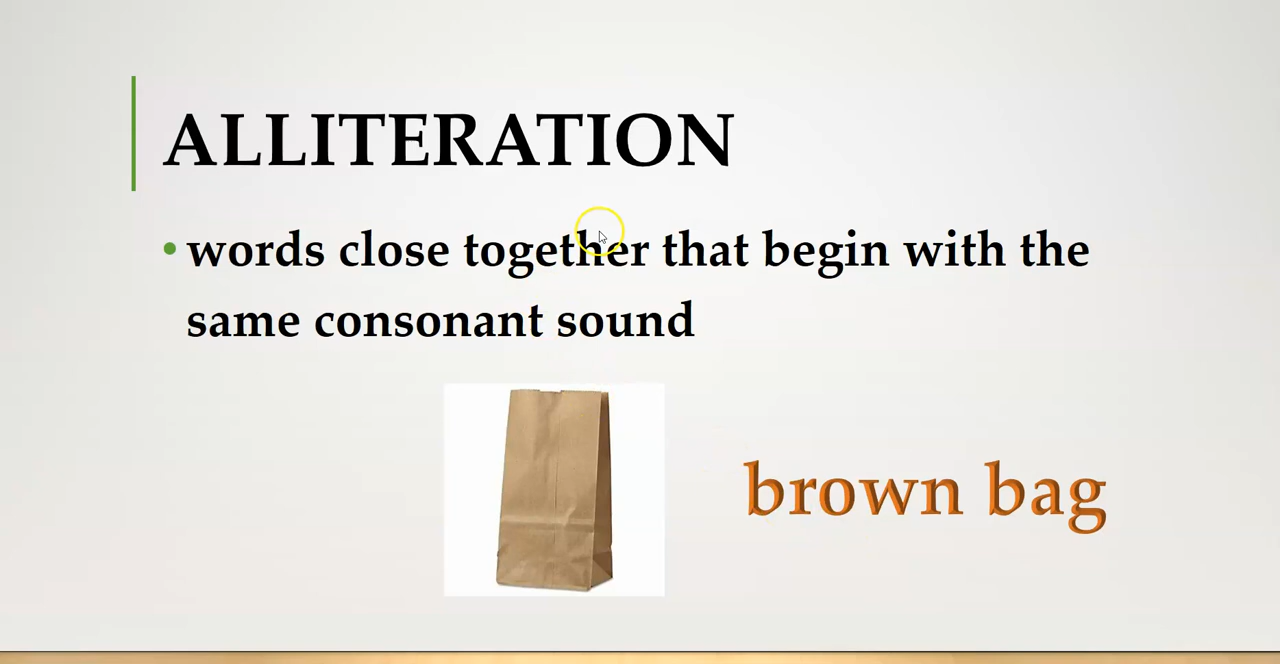 ALLITERATION
• words close together that begin with the
same consonant sound
brown bag